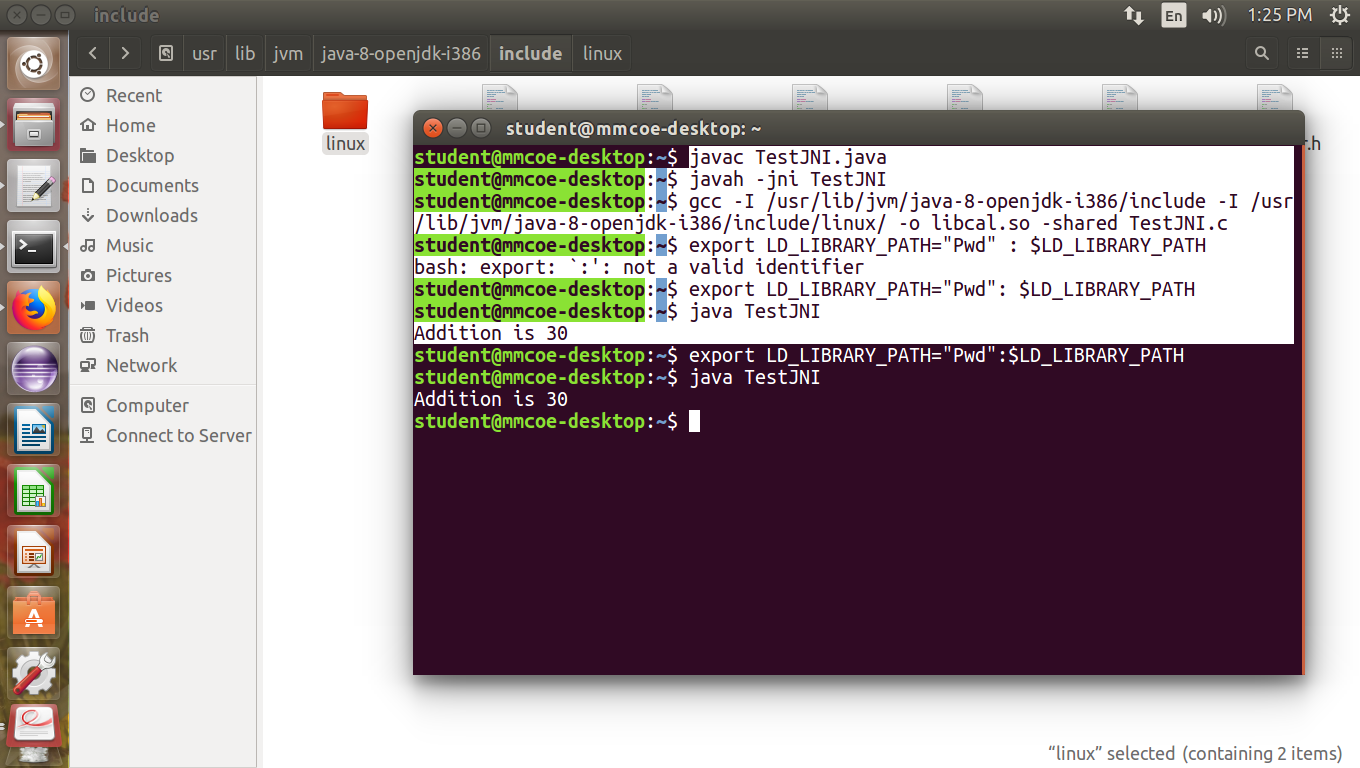 include
En
1:25 PM
usr
lib
jvm
java-8-openjdk-i386
include
linux
Recent
Home
Desktop
Documents
Downloads
Music
Pictures
Videos
Trash
Network
Computer
Connect to Server
linux
r.h
student@mmcoe-desktop: ~
student@mmcoe-desktop:~$ javac TestJNI.java
student@mmcoe-desktop:~$ javah -jni TestJNI
student@mmcoe-desktop:~$ gcc -I /usr/lib/jvm/java-8-openjdk-i386/include -I /usr
/lib/jvm/java-8-openjdk-i386/include/linux/ -o libcal.so -shared TestJNI.c
student@mmcoe-desktop:~$ export LD_LIBRARY_PATH="Pwd" : $LD_LIBRARY_PATH
bash: export: `:': not a valid identifier
student@mmcoe-desktop:~$ export LD_LIBRARY_PATH="Pwd": $LD_LIBRARY_PATH
student@mmcoe-desktop:~$ java TestJNI
Addition is 30
student@mmcoe-desktop:~$ export LD_LIBRARY_PATH="Pwd":$LD_LIBRARY_PATH
student@mmcoe-desktop:~$ java TestJNI
Addition is 30
student@mmcoe-desktop:~$
“linux” selected (containing 2 items)